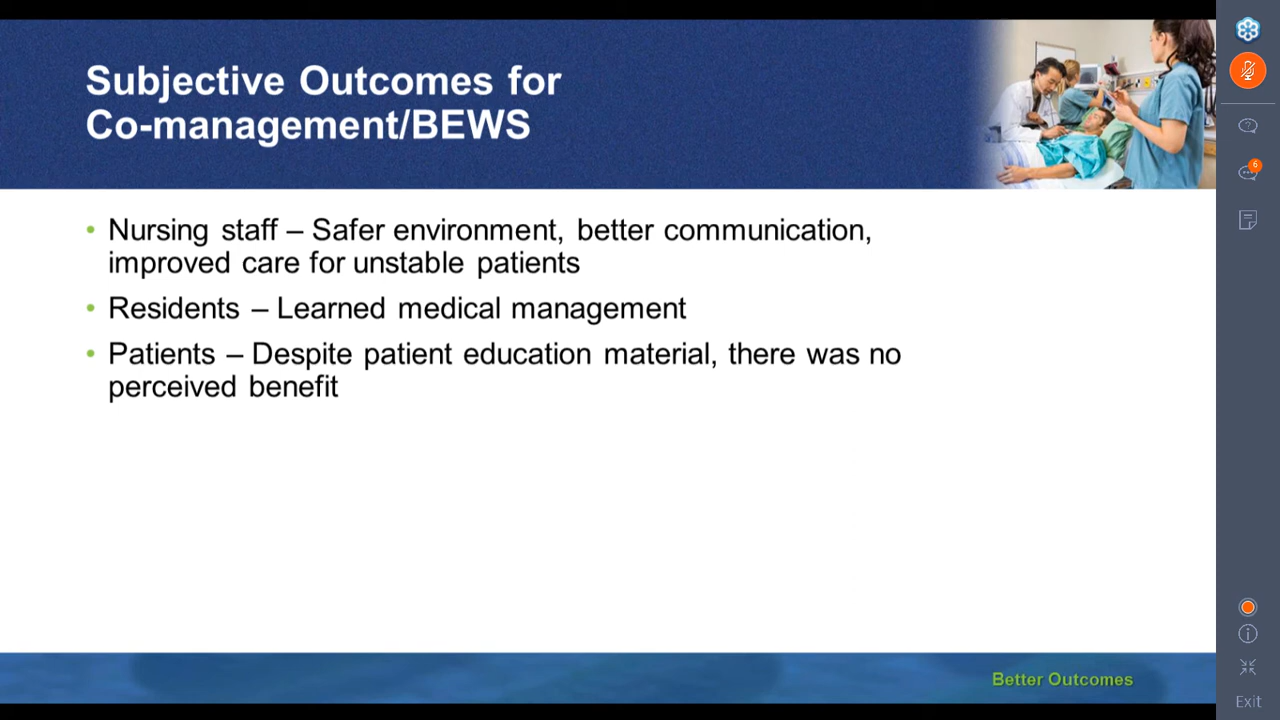 Subjective Outcomes for
Co-management/BEWS
• Nursing staff – Safer environment, better communication,
improved care for unstable patients
• Residents – Learned medical management
• Patients – Despite patient education material, there was no
perceived benefit
Better Outcomes
6
Exit